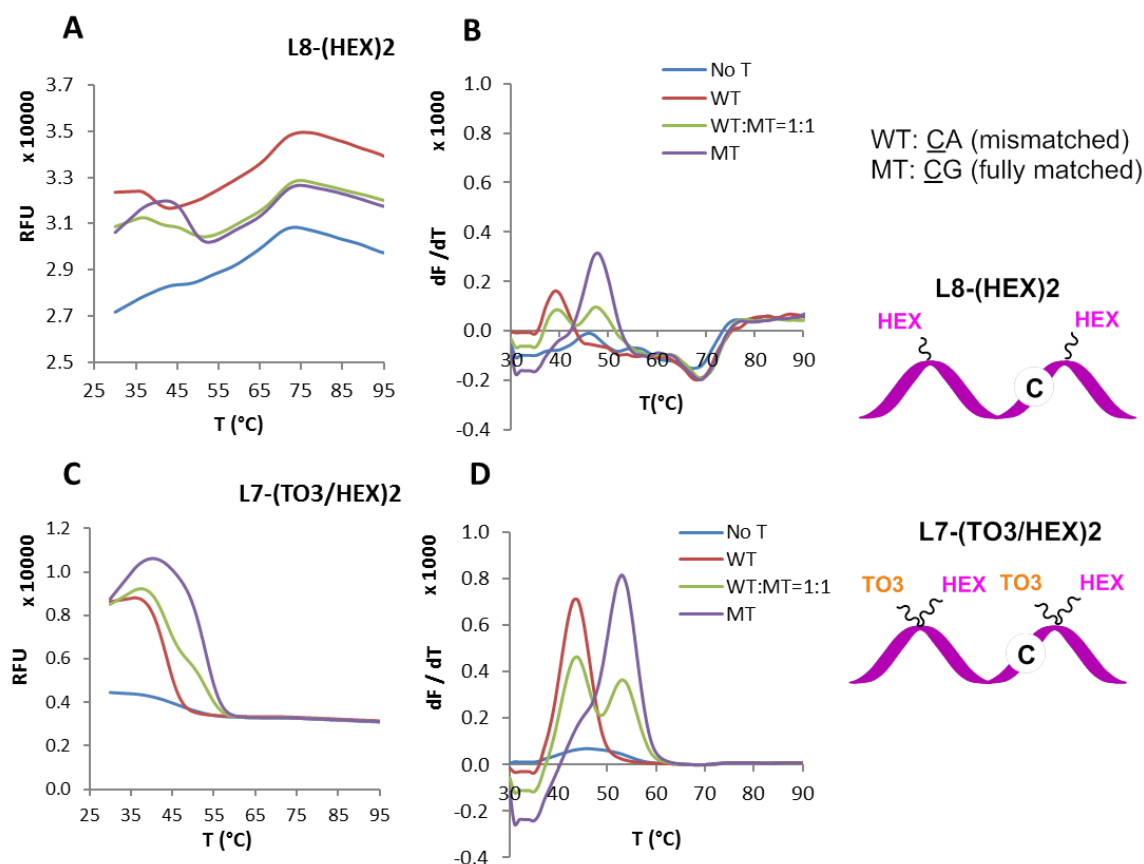 A
L8-(HEX)2
x 10000
RFU
3.7
3.5
3.3
3.1
2.9
2.7
2.5
25 35 45 55 65 75 85 95
T (°C)
B
No T
WT
WT:MT=1:1
MT
x 1000
dF /dT
1.0
0.8
0.6
0.4
0.2
0.0
-0.2
-0.4
30 40 50 60 70 80 90
T(°C)
WT: CA (mismatched)
MT: CG (fully matched)
L8-(HEX)2
HEX HEX
C
C
L7-(TO3/HEX)2
x 10000
RFU
1.2
1.0
0.8
0.6
0.4
0.2
0.0
25 35 45 55 65 75 85 95
T (°C)
D
No T
WT
WT:MT=1:1
MT
x 1000
dF / dT
1.0
0.8
0.6
0.4
0.2
0.0
-0.2
-0.4
30 40 50 60 70 80 90
T (°C)
L7-(TO3/HEX)2
TO3 HEX TO3 HEX
C